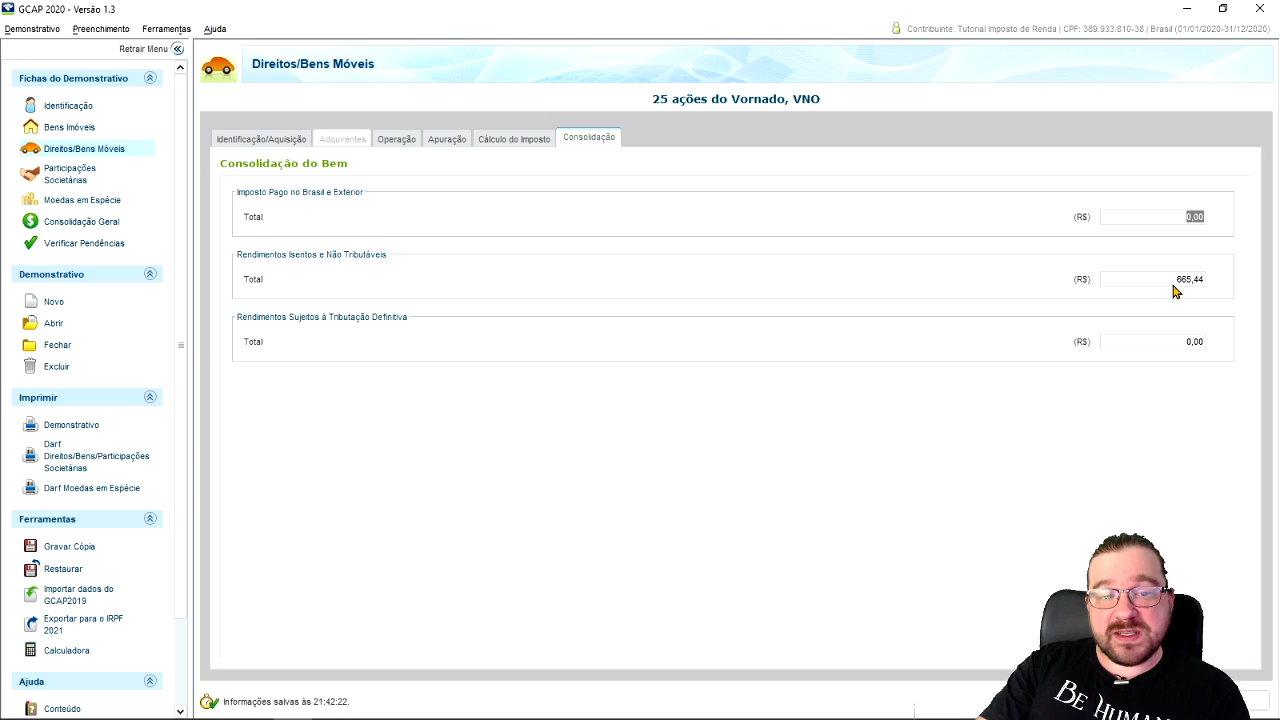 GCAP 2020 - Versão 1.3
Demonstrativo Preenchimento Ferramentas Ajuda
Contribuinte: Tutorial Imposto de Renda | CPF: 389.933.810-38 | Brasil (01/01/2020-31/12/2020)
Retrair Menu
Fichas do Demonstrativo
Identificação
Bens Imóveis
Direitos/Bens Móveis
Participações
Societárias
Moedas em Espécie
Consolidação Geral
Verificar Pendências
Demonstrativo
Novo
Abrir
Fechar
Excluir
Imprimir
Demonstrativo
Darf
Direitos/Bens/Participações
Societárias
Darf Moedas em Espécie
Ferramentas
Gravar Cópia
Restaurar
Importar dados do
GCAP2019
Exportar para o IRPF
2021
Calculadora
Ajuda
Conteúdo
Direitos/Bens Móveis
25 ações do Vornado, VNO
Identificação/Aquisição Adquirentes Operação Apuração Cálculo do Imposto Consolidação
Consolidação do Bem
Imposto Pago no Brasil e Exterior
Total (R$) 0,00
Rendimentos Isentos e Não Tributáveis
Total (R$) 665,44
Rendimentos Sujeitos à Tributação Definitiva
Total (R$) 0,00
Informações salvas às 21:42:22.
BE HUMAN